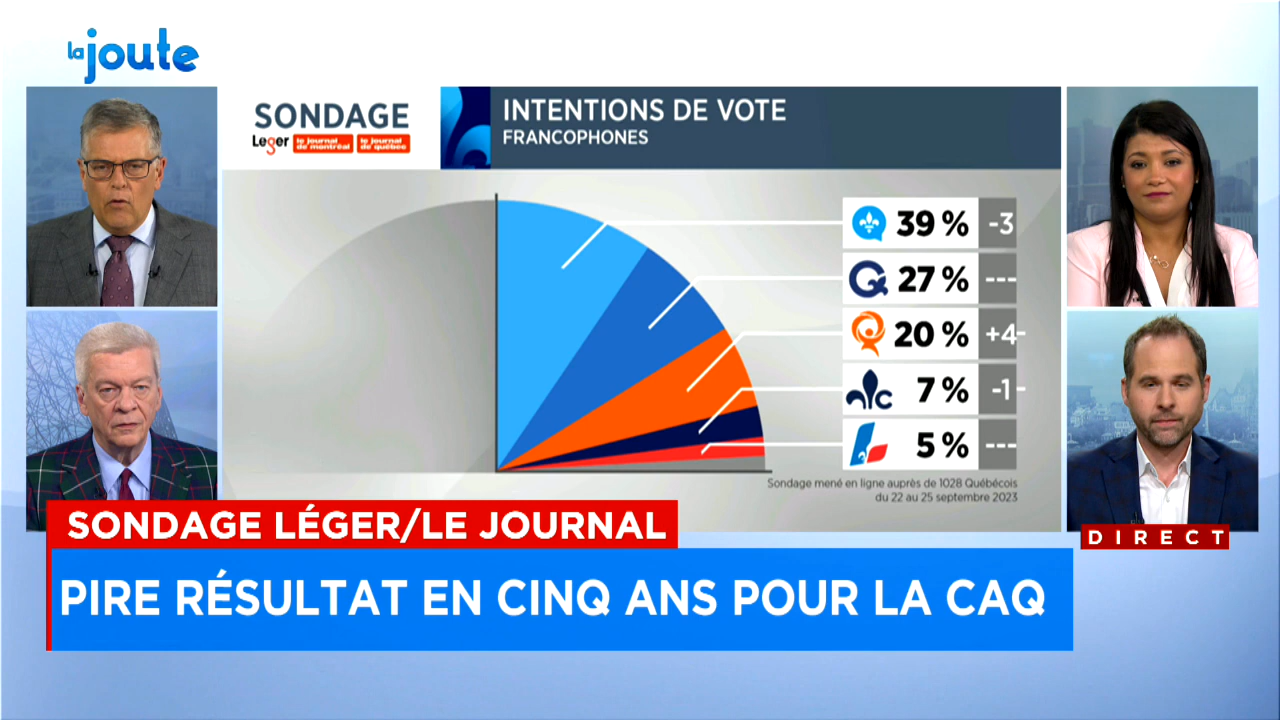 la joute
SONDAGE
Leger le journal de montréal le journal de québec
INTENTIONS DE VOTE
FRANCOPHONES
39 % -3
27 % ---
20 % +4
7 % -1
C
5 % ---
Sondage mené en ligne auprès de 1028 Québécois
du 22 au 25 septembre 2023
DIRECT
SONDAGE LÉGER/LE JOURNAL
PIRE RÉSULTAT EN CINQ ANS POUR LA CAQ